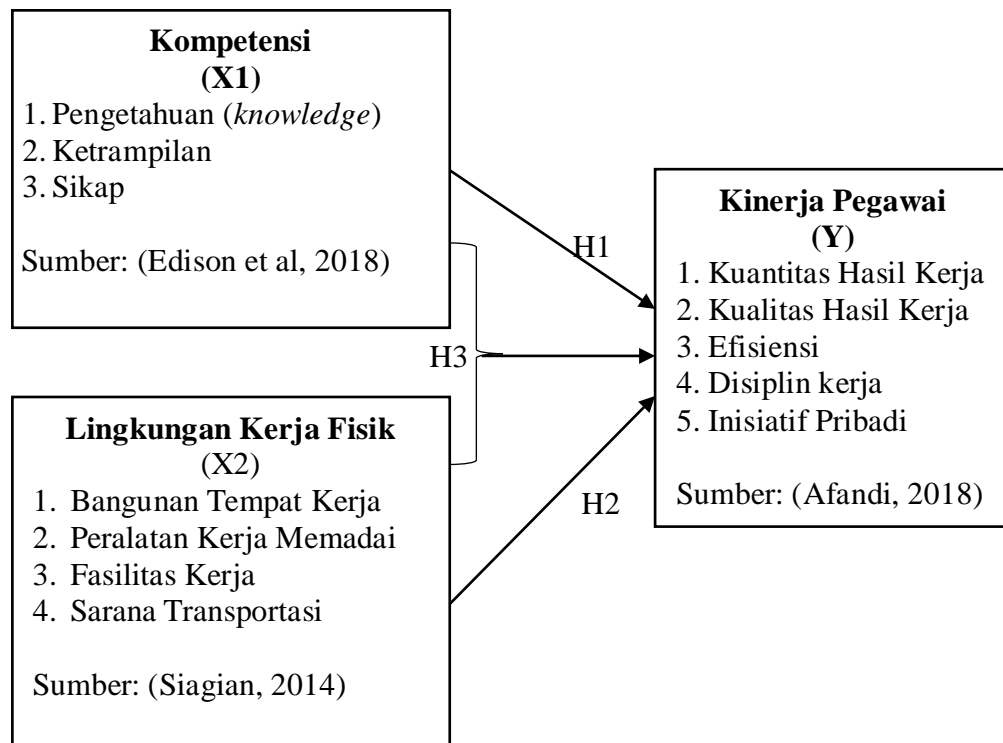 Kompetensi
(X1)
1. Pengetahuan (knowledge)
2. Ketrampilan
3. Sikap
Sumber: (Edison et al, 2018)
H1
H3
Lingkungan Kerja Fisik
(X2)
1. Bangunan Tempat Kerja
2. Peralatan Kerja Memadai
3. Fasilitas Kerja
4. Sarana Transportasi
Sumber: (Siagian, 2014)
H2
Kinerja Pegawai
(Y)
1. Kuantitas Hasil Kerja
2. Kualitas Hasil Kerja
3. Efisiensi
4. Disiplin kerja
5. Inisiatif Pribadi
Sumber: (Afandi, 2018)